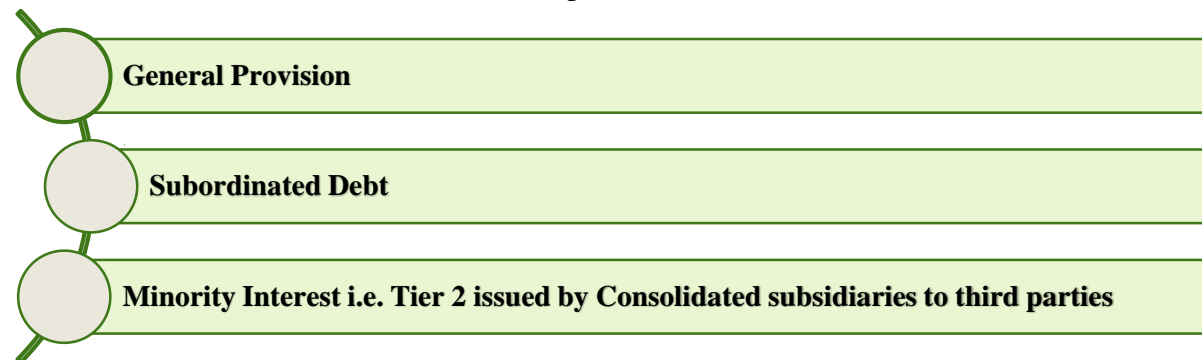 General Provision
Subordinated Debt
Minority Interest i.e. Tier 2 issued by Consolidated subsidiaries to third parties